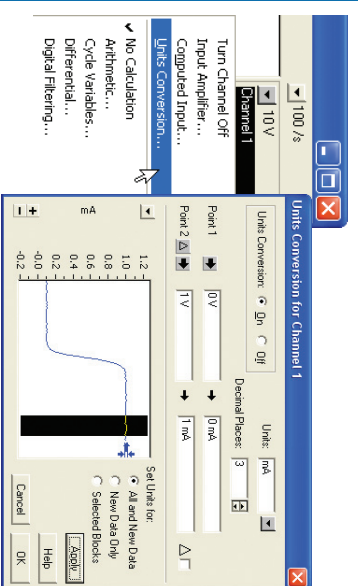 100 /s
10 V
Channel 1
Turn Channel Off
Input Amplifier...
Computed Input...
Units Conversion...
✔ No Calculation
Arithmetic...
Cycle Variables...
Differential...
Digital Filtering...
Units Conversion for Channel 1
Units Conversion: On Off
Units: mA
Decimal Places: 3
Point 1 0 V 0 mA
Point 2 1 V 1 mA
mA
1.2
1.0
0.8
0.6
0.4
0.2
0.0
-0.2
Set Units for:
All and New Data
New Data Only
Selected Blocks
Apply
Help
Cancel
OK